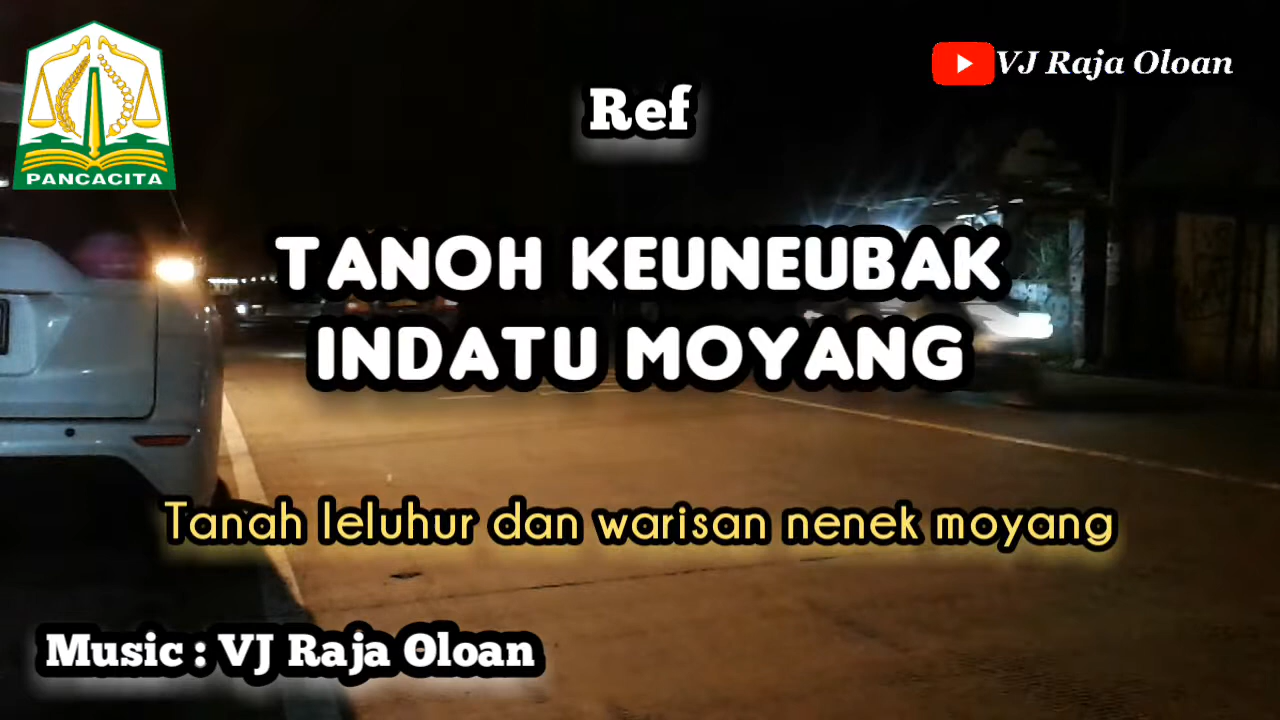 PANCACITA
VJ Raja Oloan
Ref
TANOH KEUNEUBAK
INDATU MOYANG
Tanah leluhur dan warisan nenek moyang
Music : VJ Raja Oloan